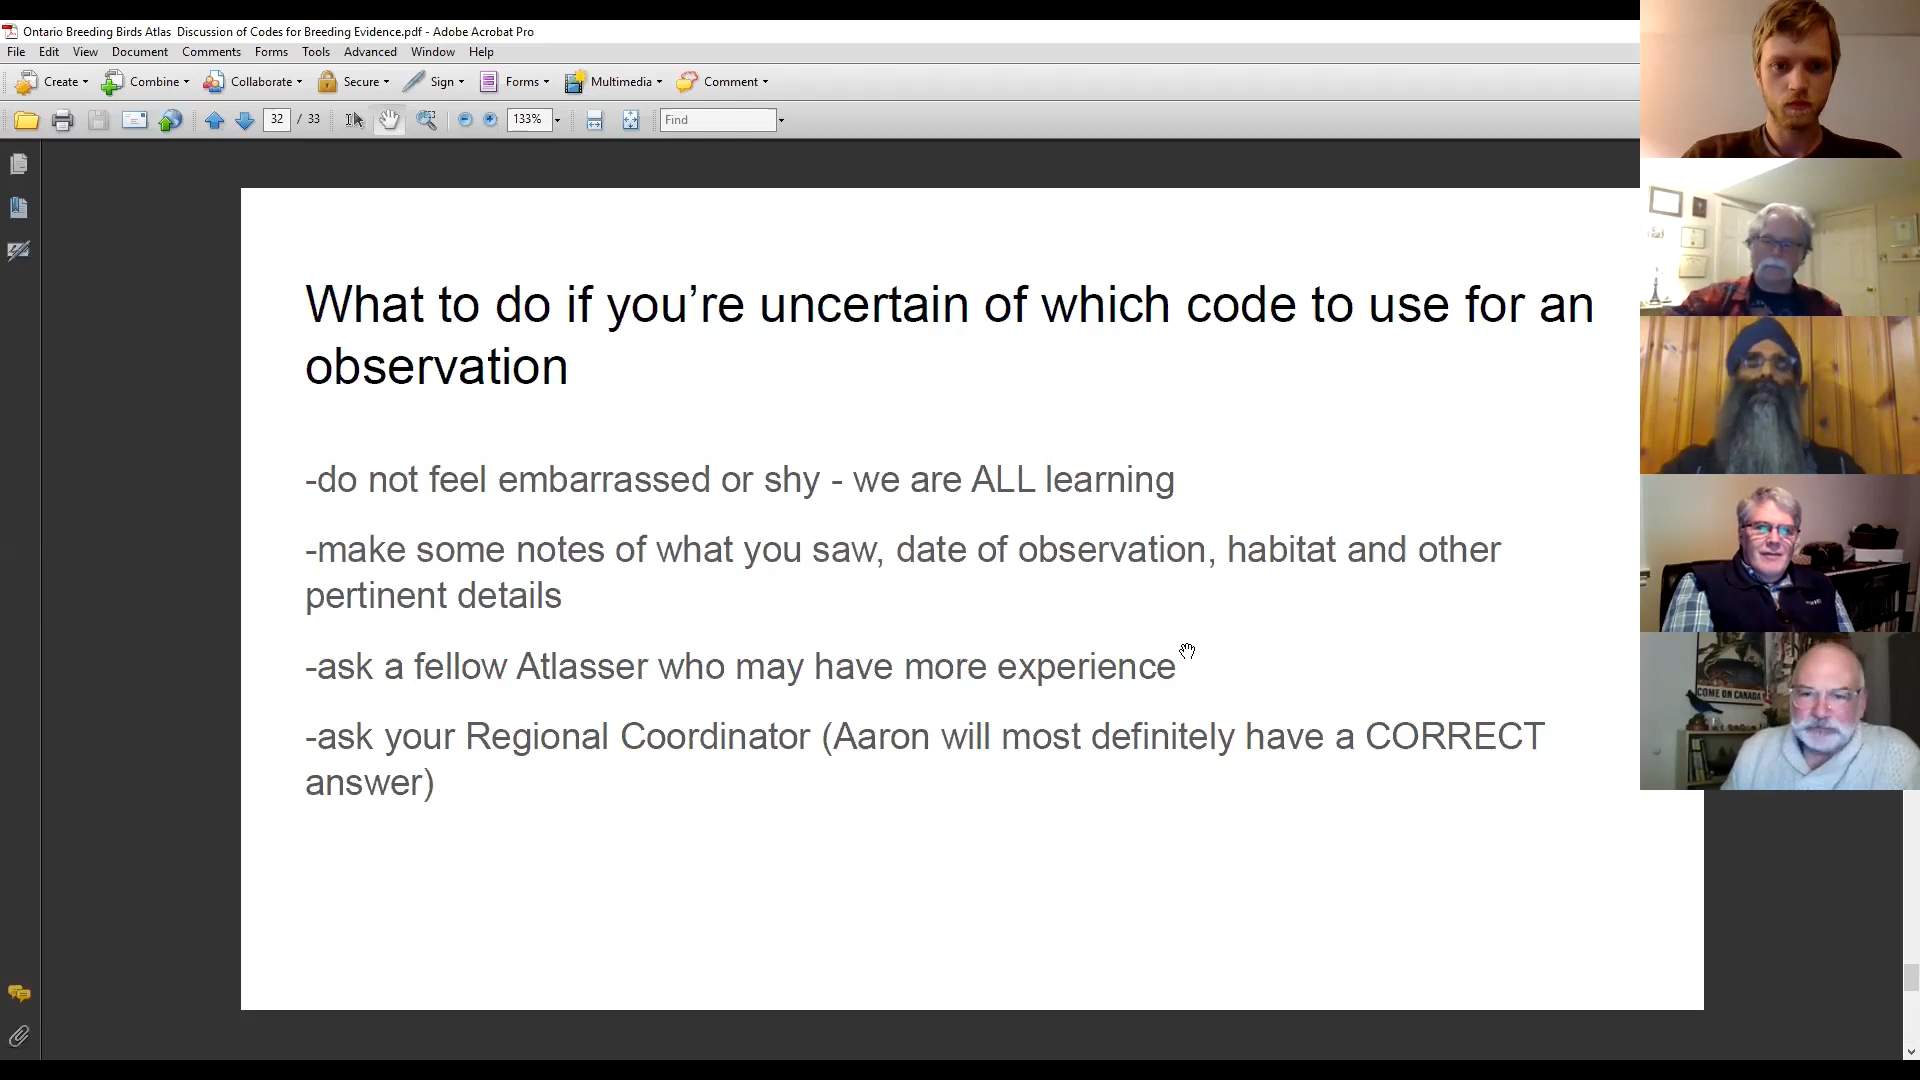 Ontario Breeding Birds Atlas  Discussion of Codes for Breeding Evidence.pdf - Adobe Acrobat Pro
File Edit View Document Comments Forms Tools Advanced Window Help
Create Combine Collaborate Secure Sign Forms Multimedia Comment
32 / 33 133% Find
What to do if you’re uncertain of which code to use for an
observation
-do not feel embarrassed or shy - we are ALL learning
-make some notes of what you saw, date of observation, habitat and other
pertinent details
-ask a fellow Atlasser who may have more experience
-ask your Regional Coordinator (Aaron will most definitely have a CORRECT
answer)
COME ON CANADA